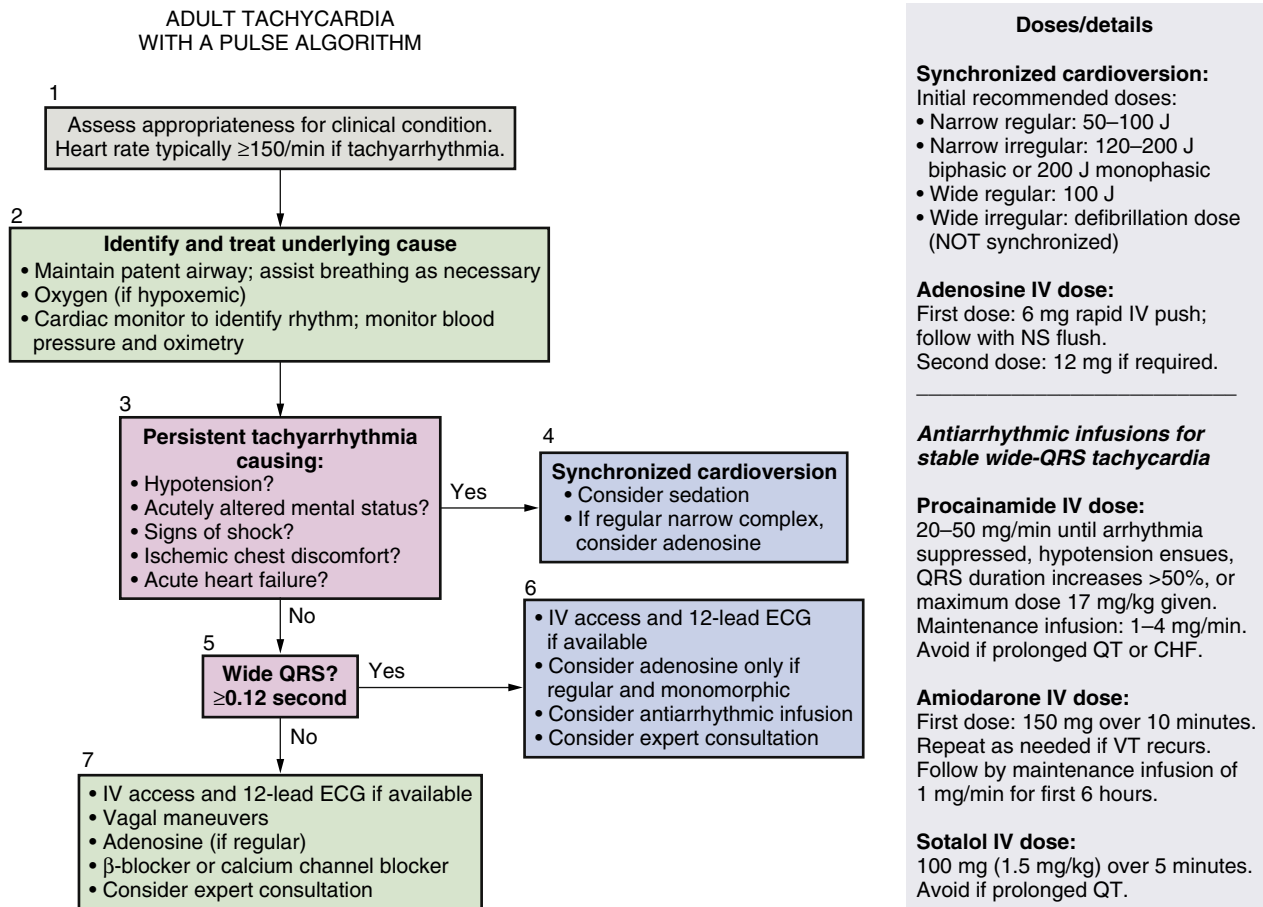 ADULT TACHYCARDIA
WITH A PULSE ALGORITHM
1
Assess appropriateness for clinical condition.
Heart rate typically ≥150/min if tachyarrhythmia.
2
Identify and treat underlying cause
• Maintain patent airway; assist breathing as necessary
• Oxygen (if hypoxemic)
• Cardiac monitor to identify rhythm; monitor blood
pressure and oximetry
3
Persistent tachyarrhythmia
causing:
• Hypotension?
• Acutely altered mental status?
• Signs of shock?
• Ischemic chest discomfort?
• Acute heart failure?
Yes
4
Synchronized cardioversion
• Consider sedation
• If regular narrow complex,
consider adenosine
No
5
Wide QRS?
≥0.12 second
Yes
6
• IV access and 12-lead ECG
if available
• Consider adenosine only if
regular and monomorphic
• Consider antiarrhythmic infusion
• Consider expert consultation
No
7
• IV access and 12-lead ECG if available
• Vagal maneuvers
• Adenosine (if regular)
• β-blocker or calcium channel blocker
• Consider expert consultation
Doses/details
Synchronized cardioversion:
Initial recommended doses:
• Narrow regular: 50–100 J
• Narrow irregular: 120–200 J
biphasic or 200 J monophasic
• Wide regular: 100 J
• Wide irregular: defibrillation dose
(NOT synchronized)
Adenosine IV dose:
First dose: 6 mg rapid IV push;
follow with NS flush.
Second dose: 12 mg if required.
Antiarrhythmic infusions for
stable wide-QRS tachycardia
Procainamide IV dose:
20–50 mg/min until arrhythmia
suppressed, hypotension ensues,
QRS duration increases >50%, or
maximum dose 17 mg/kg given.
Maintenance infusion: 1–4 mg/min.
Avoid if prolonged QT or CHF.
Amiodarone IV dose:
First dose: 150 mg over 10 minutes.
Repeat as needed if VT recurs.
Follow by maintenance infusion of
1 mg/min for first 6 hours.
Sotalol IV dose:
100 mg (1.5 mg/kg) over 5 minutes.
Avoid if prolonged QT.